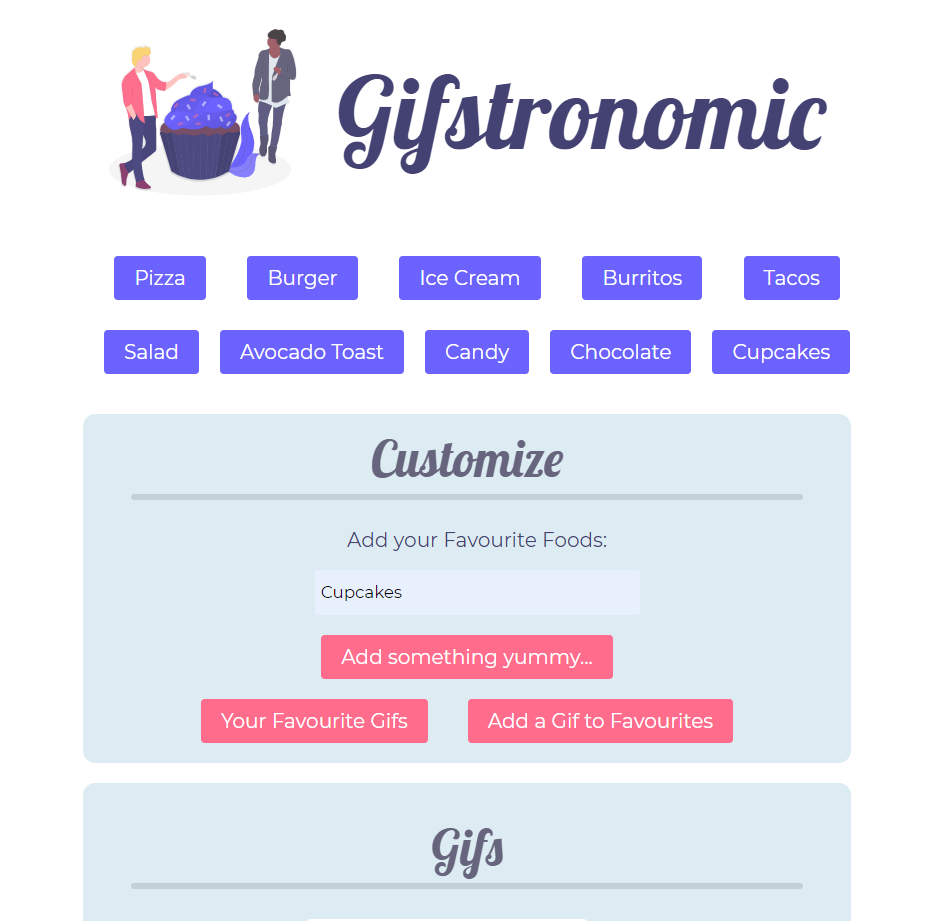 Gifstronomic
Pizza Burger Ice Cream Burritos Tacos
Salad Avocado Toast Candy Chocolate Cupcakes
Customize
Add your Favourite Foods:
Cupcakes
Add something yummy...
Your Favourite Gifs Add a Gif to Favourites
Gifs